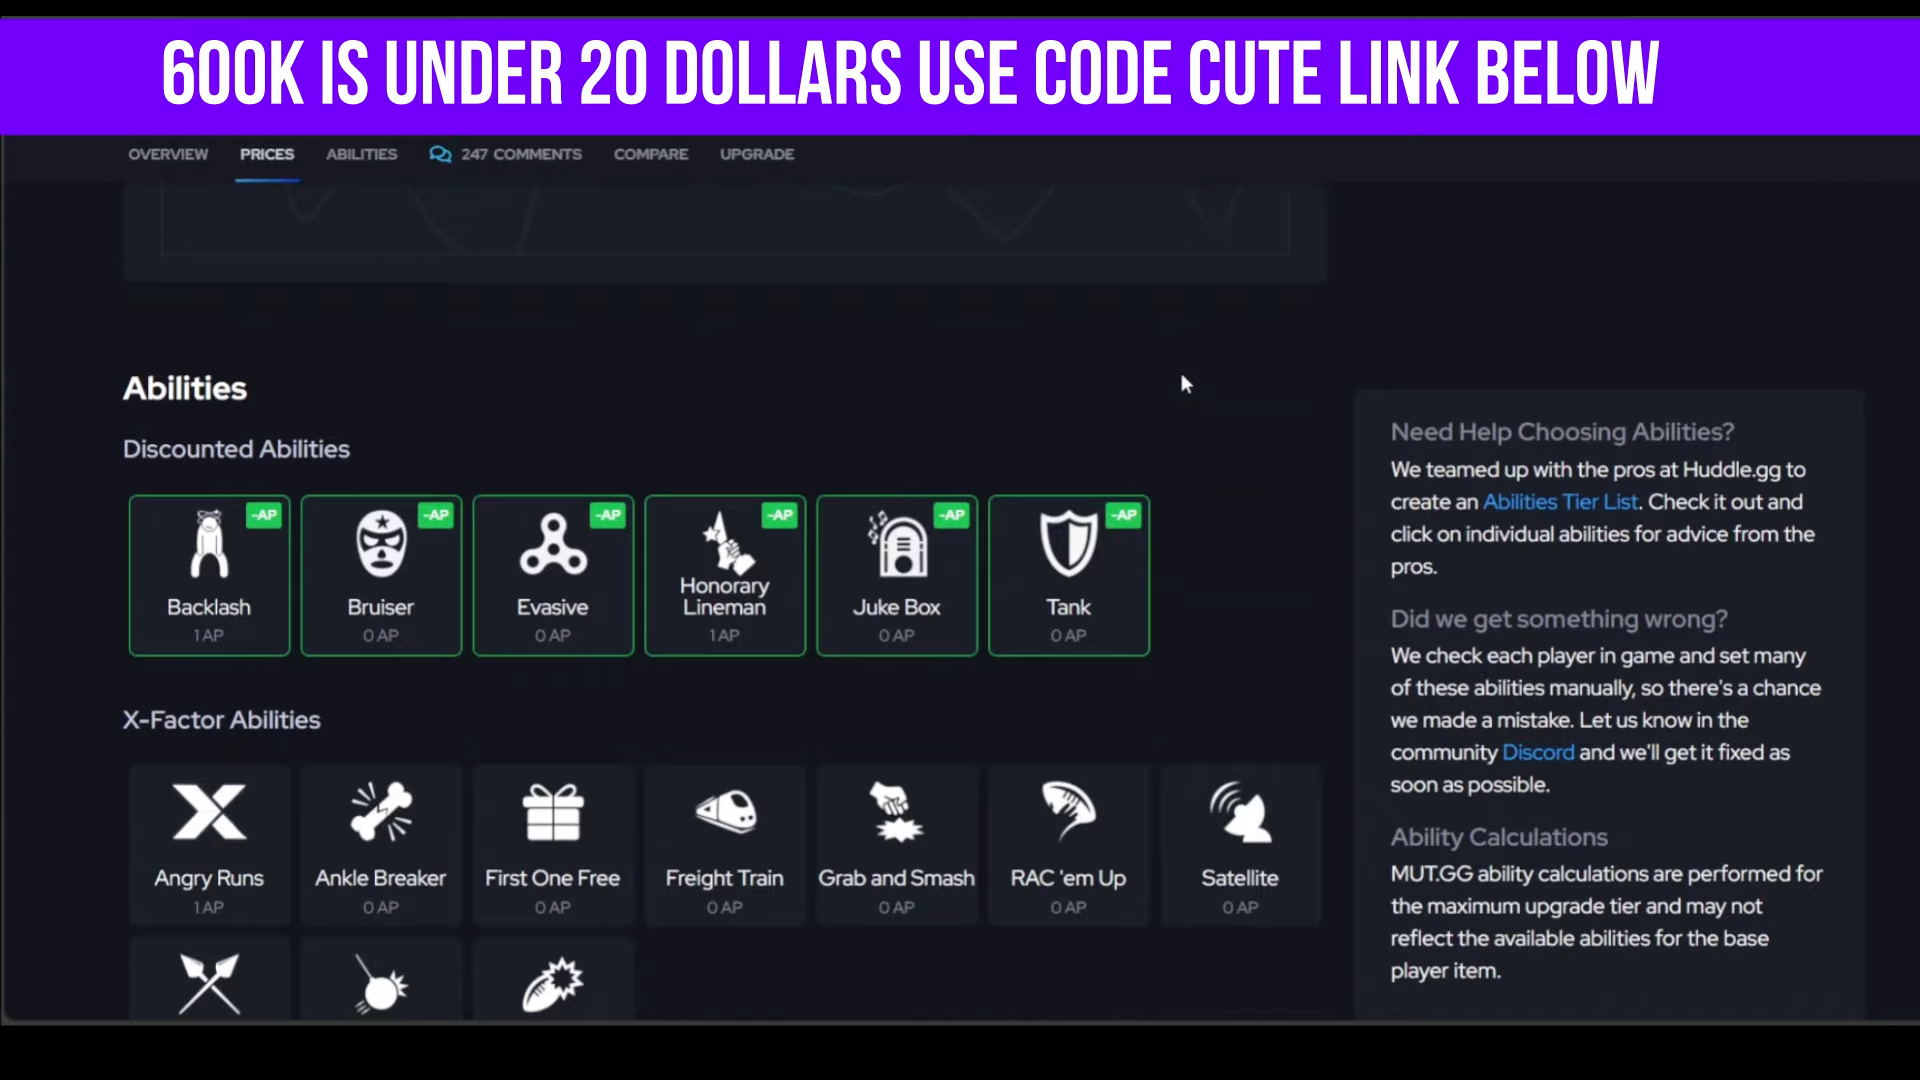 600K IS UNDER 20 DOLLARS USE CODE CUTE LINK BELOW
OVERVIEW PRICES ABILITIES 247 COMMENTS COMPARE UPGRADE
Abilities
Discounted Abilities
-AP -AP -AP -AP -AP -AP
Backlash Bruiser Evasive Honorary Lineman Juke Box Tank
1 AP 0 AP 0 AP 1 AP 0 AP 0 AP
X-Factor Abilities
Angry Runs Ankle Breaker First One Free Freight Train Grab and Smash RAC 'em Up Satellite
1 AP 0 AP 0 AP 0 AP 0 AP 0 AP 0 AP
Need Help Choosing Abilities?
We teamed up with the pros at Huddle.gg to
create an Abilities Tier List. Check it out and
click on individual abilities for advice from the
pros.
Did we get something wrong?
We check each player in game and set many
of these abilities manually, so there's a chance
we made a mistake. Let us know in the
community Discord and we'll get it fixed as
soon as possible.
Ability Calculations
MUT.GG ability calculations are performed for
the maximum upgrade tier and may not
reflect the available abilities for the base
player item.